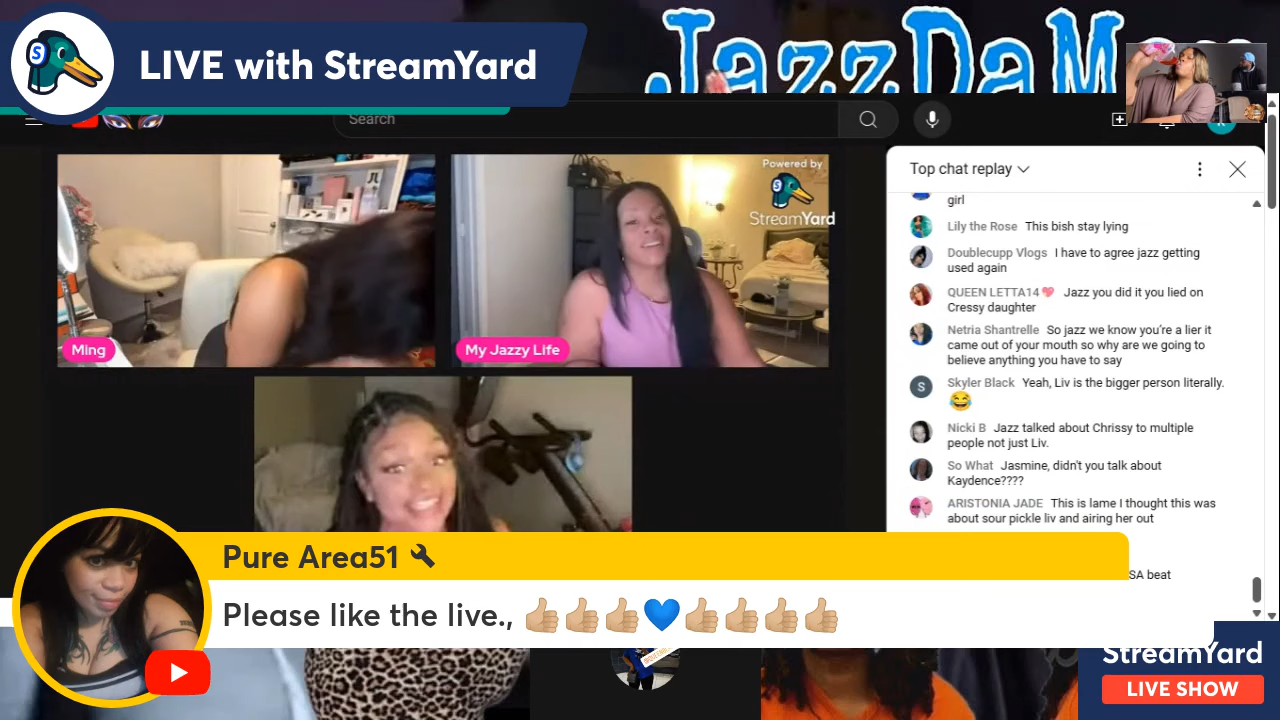 LIVE with StreamYard
JazzDaM
Search
Powered by
StreamYard
Ming
My Jazzy Life
Top chat replay
girl
Lily the Rose This bish stay lying
Doublecupp Vlogs I have to agree jazz getting
used again
QUEEN LETTA14💖 Jazz you did it you lied on
Cressy daughter
Netria Shantrelle So jazz we know you're a lier it
came out of your mouth so why are we going to
believe anything you have to say
S
Skyler Black Yeah, Liv is the bigger person literally.
😂
Nicki B Jazz talked about Chrissy to multiple
people not just Liv.
So What Jasmine, didn't you talk about
Kaydence????
ARISTONIA JADE This is lame I thought this was
about sour pickle liv and airing her out
SA beat
Pure Area51 🔧
Please like the live., 👍🏼👍🏼👍🏼💙👍🏼👍🏼👍🏼👍🏼
StreamYard
LIVE SHOW